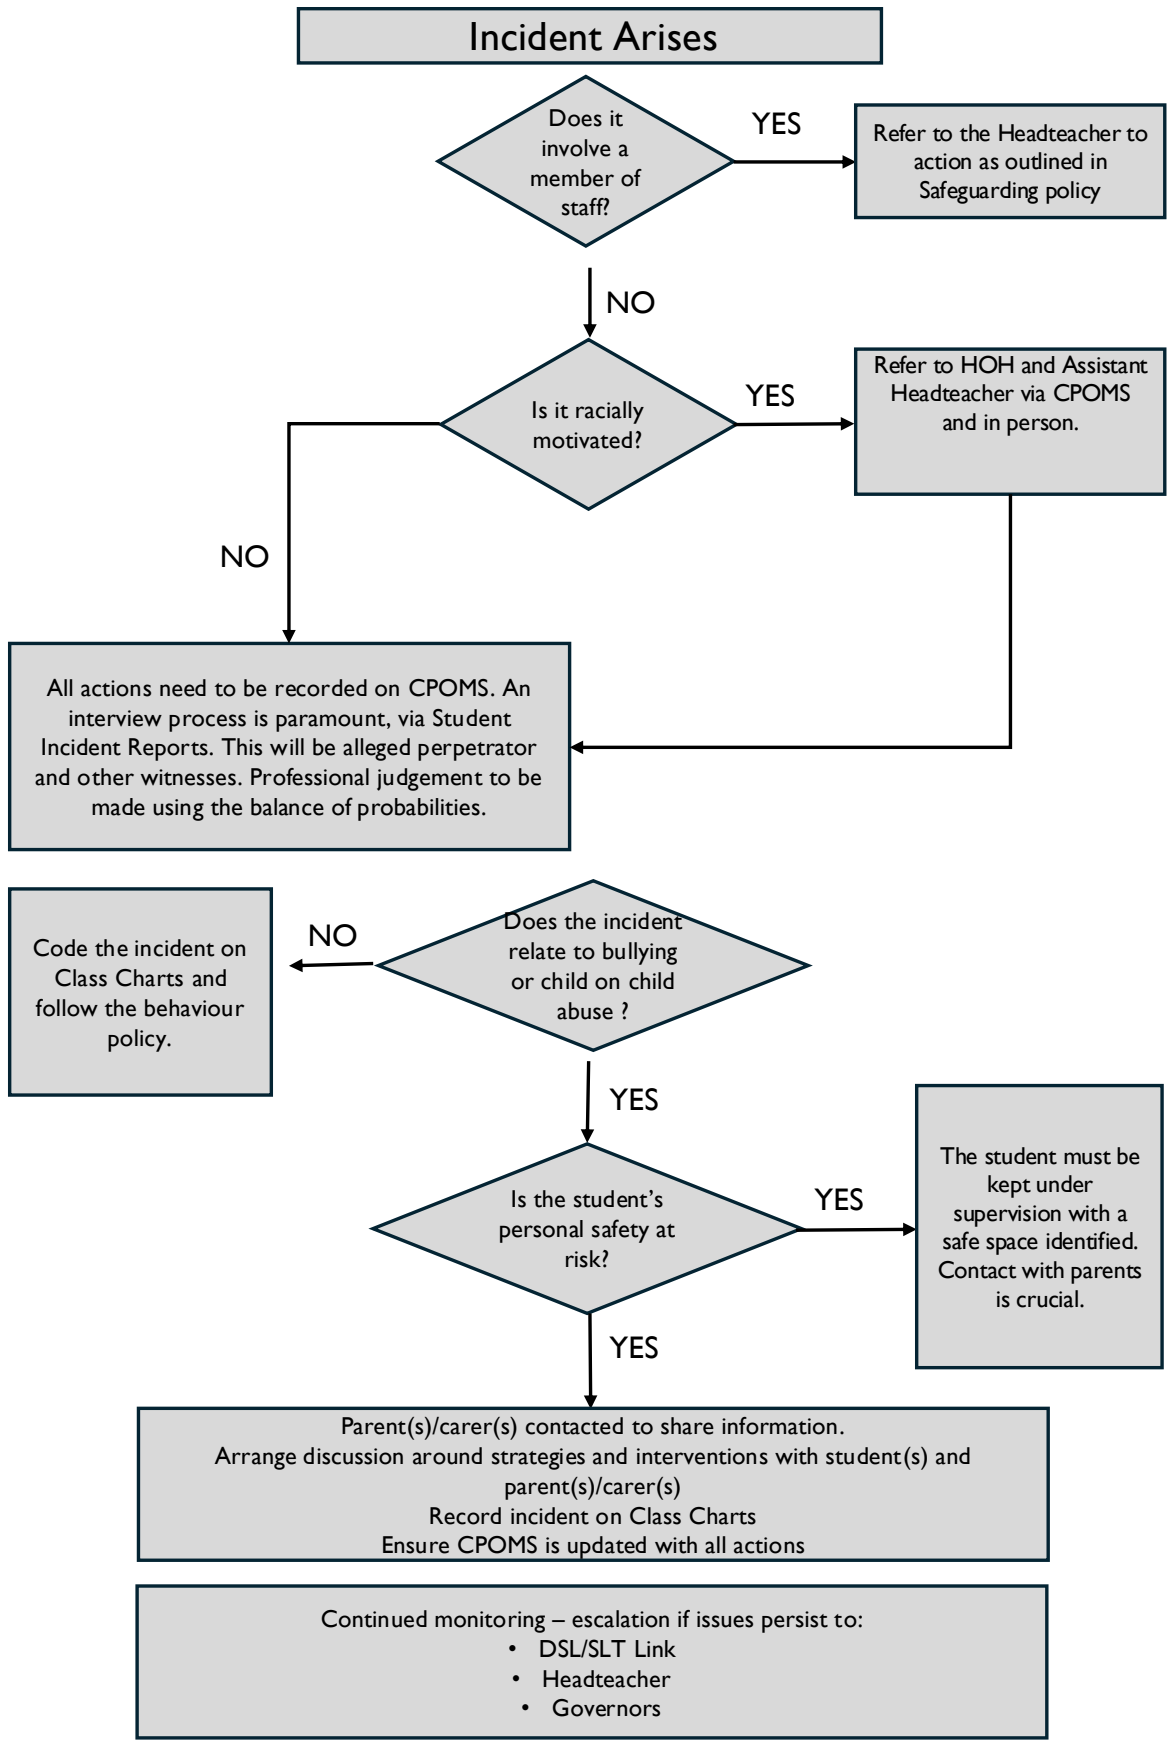 Incident Arises
Does it
involve a
member of
staff?
YES
Refer to the Headteacher to
action as outlined in
Safeguarding policy
NO
Is it racially
motivated?
YES
Refer to HOH and Assistant
Headteacher via CPOMS
and in person.
NO
All actions need to be recorded on CPOMS. An
interview process is paramount, via Student
Incident Reports. This will be alleged perpetrator
and other witnesses. Professional judgement to be
made using the balance of probabilities.
Does the incident
relate to bullying
or child on child
abuse ?
NO
Code the incident on
Class Charts and
follow the behaviour
policy.
YES
Is the student’s
personal safety at
risk?
YES
The student must be
kept under
supervision with a
safe space identified.
Contact with parents
is crucial.
YES
Parent(s)/carer(s) contacted to share information.
Arrange discussion around strategies and interventions with student(s) and
parent(s)/carer(s)
Record incident on Class Charts
Ensure CPOMS is updated with all actions
Continued monitoring – escalation if issues persist to:
• DSL/SLT Link
• Headteacher
• Governors